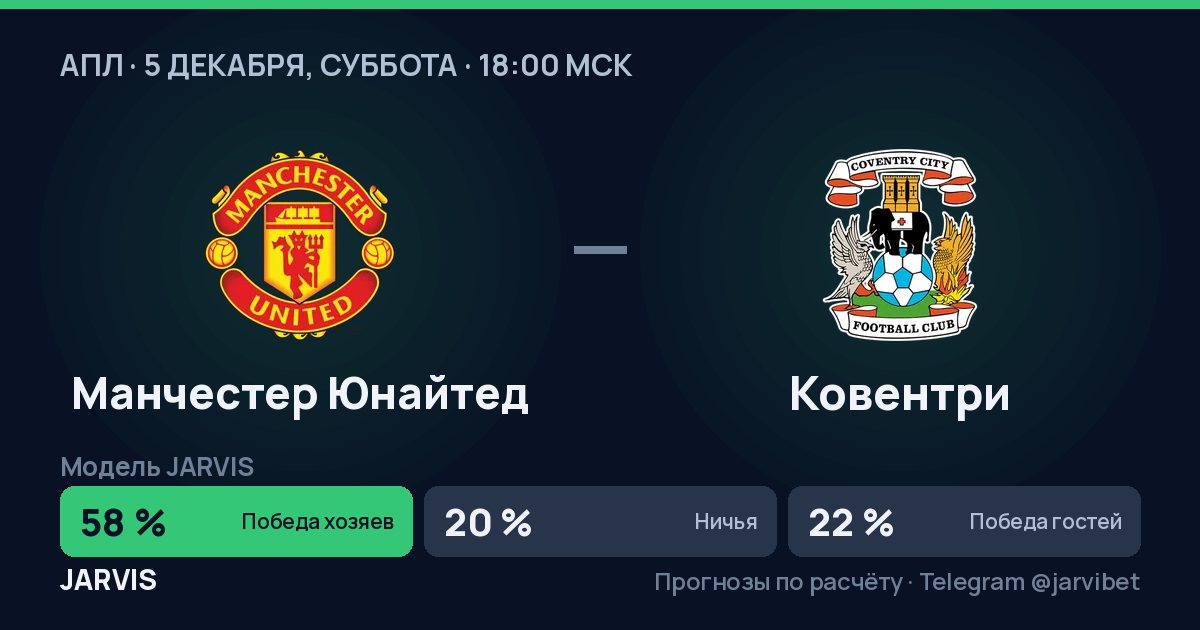 АПЛ · 5 ДЕКАБРЯ, СУББОТА · 18:00 МСК
MANCHESTER
UNITED
COVENTRY CITY
FOOTBALL CLUB
—
Манчестер Юнайтед
Ковентри
Модель JARVIS
58 % Победа хозяев
20 % Ничья
22 % Победа гостей
JARVIS
Прогнозы по расчёту · Telegram @jarvibet